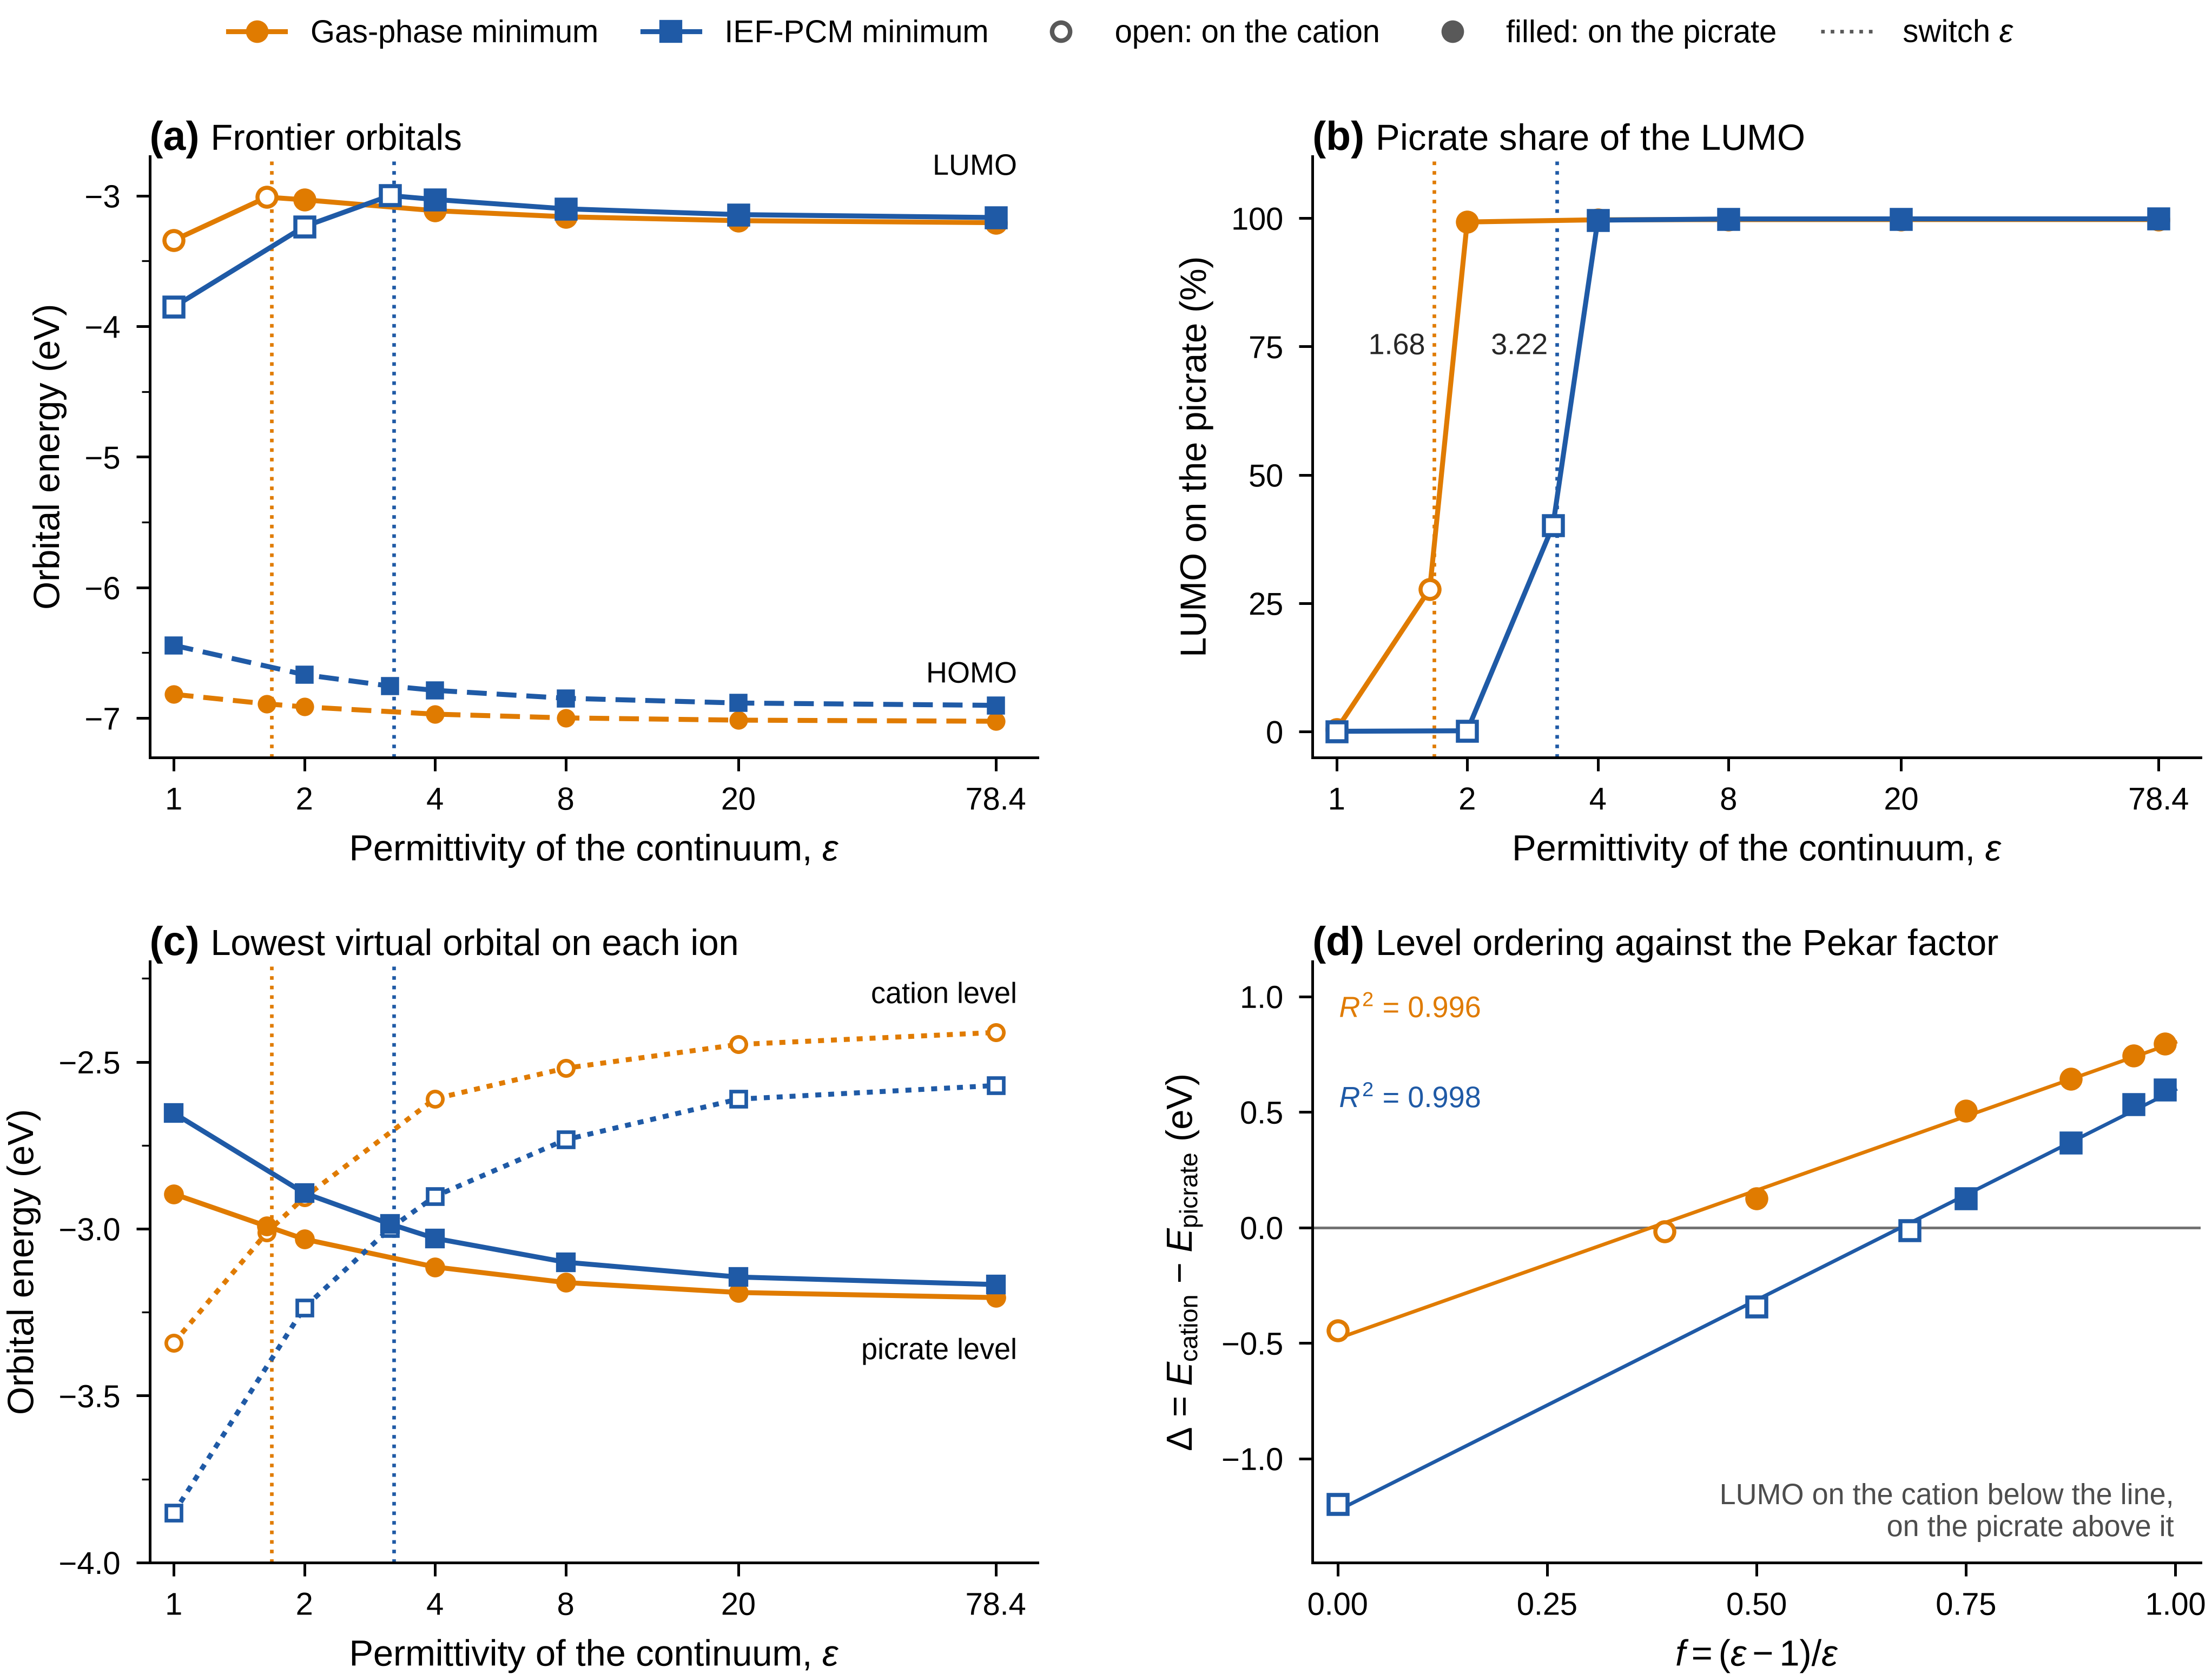 Gas-phase minimum IEF-PCM minimum open: on the cation filled: on the picrate switch ε
(a) Frontier orbitals
LUMO
HOMO
−3
−4
−5
−6
−7
Orbital energy (eV)
1 2 4 8 20 78.4
Permittivity of the continuum, ε
(b) Picrate share of the LUMO
100
75
50
25
0
LUMO on the picrate (%)
1.68 3.22
1 2 4 8 20 78.4
Permittivity of the continuum, ε
(c) Lowest virtual orbital on each ion
cation level
picrate level
−2.5
−3.0
−3.5
−4.0
Orbital energy (eV)
1 2 4 8 20 78.4
Permittivity of the continuum, ε
(d) Level ordering against the Pekar factor
R² = 0.996
R² = 0.998
1.0
0.5
0.0
−0.5
−1.0
Δ = E_cation − E_picrate (eV)
LUMO on the cation below the line,
on the picrate above it
0.00 0.25 0.50 0.75 1.00
f = (ε − 1)/ε